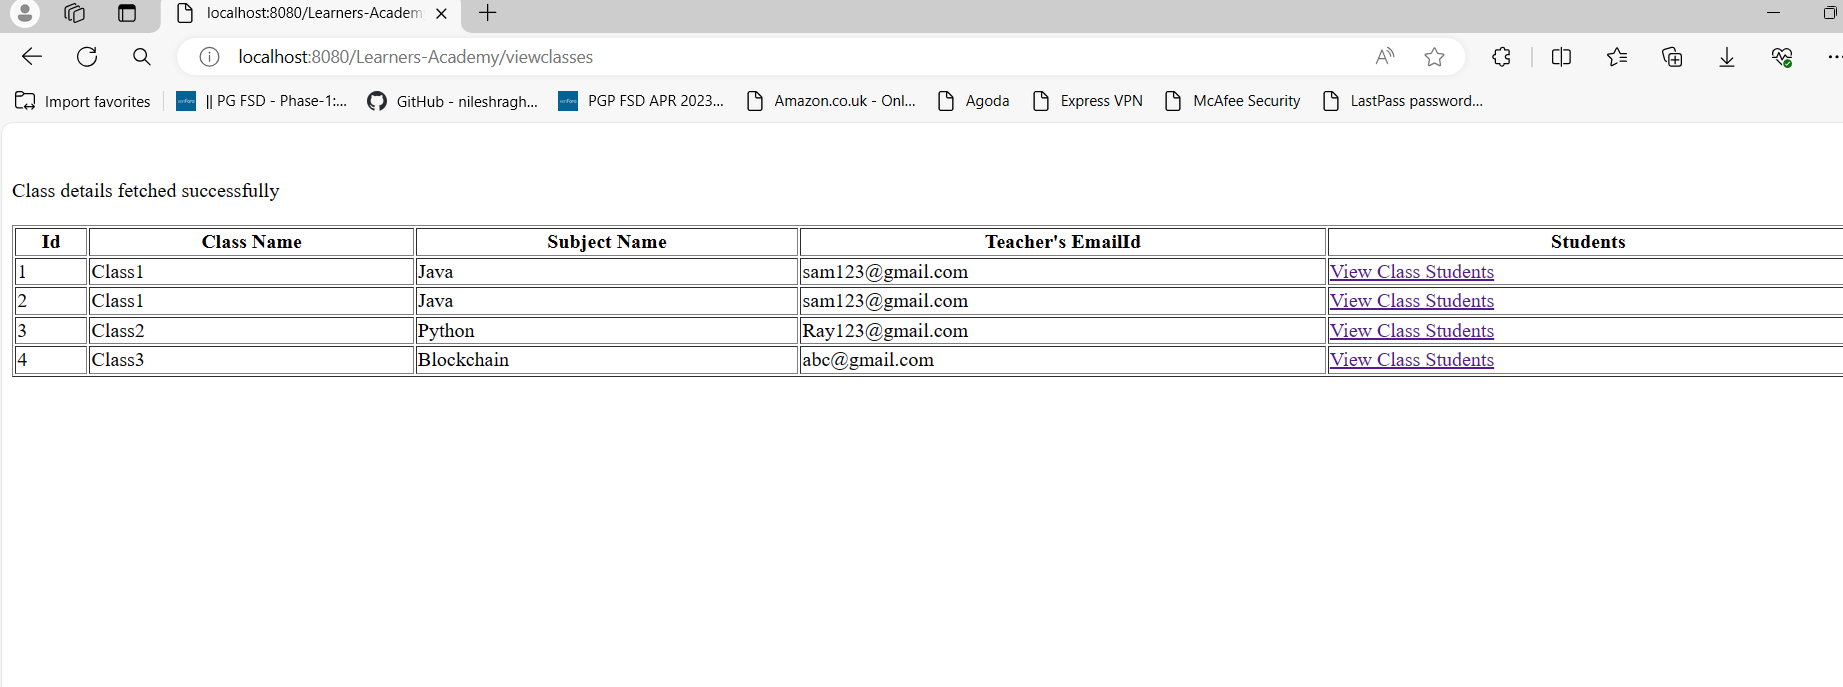 localhost:8080/Learners-Academ
localhost:8080/Learners-Academy/viewclasses
Import favorites || PG FSD - Phase-1:... GitHub - nileshragh... PGP FSD APR 2023... Amazon.co.uk - Onl... Agoda Express VPN McAfee Security LastPass password...
Class details fetched successfully
Id Class Name Subject Name Teacher's EmailId Students
1 Class1 Java sam123@gmail.com View Class Students
2 Class1 Java sam123@gmail.com View Class Students
3 Class2 Python Ray123@gmail.com View Class Students
4 Class3 Blockchain abc@gmail.com View Class Students